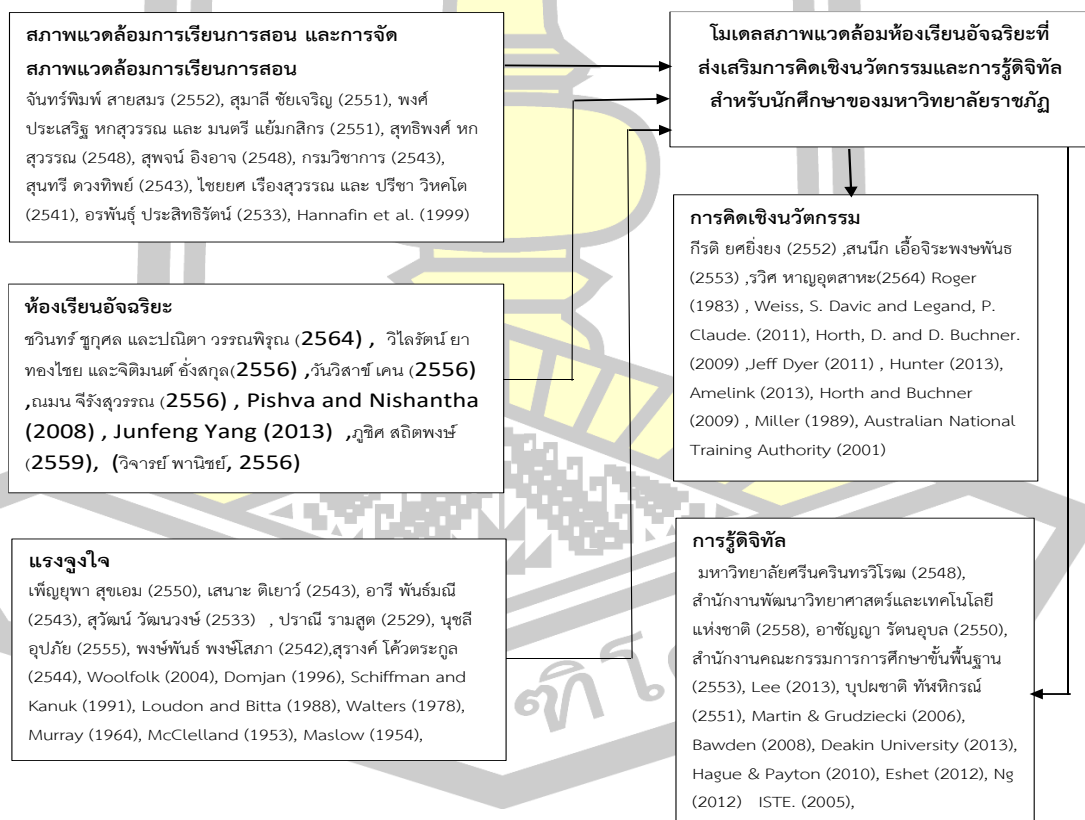 สภาพแวดล้อมการเรียนการสอน และการจัด
สภาพแวดล้อมการเรียนการสอน
จันทร์พิมพ์ สายสมร (2552), สุมาลี ชัยเจริญ (2551), พงศ์
ประเสริฐ หกสุวรรณ และ มนตรี แย้มกสิกร (2551), สุทธิพงศ์ หก
สุวรรณ (2548), สุพจน์ อิงอาจ (2548), กรมวิชาการ (2543),
สุนทรี ดวงทิพย์ (2543), ไชยยศ เรืองสุวรรณ และ ปรีชา วิหคโต
(2541), อรพันธุ์ ประสิทธิรัตน์ (2533), Hannafin et al. (1999)
ห้องเรียนอัจฉริยะ
ชวินทร์ ชูกุศล และปณิตา วรรณพิรุณ (2564) , วิไลรัตน์ ยา
ทองไชย และจิติมนต์ อั่งสกุล(2556) ,วันวิสาข์ เคน (2556)
,ณมน จีรังสุวรรณ (2556) , Pishva and Nishantha
(2008) , Junfeng Yang (2013) ,ภูชิศ สถิตพงษ์
(2559), (วิจารย์ พานิชย์, 2556)
แรงจูงใจ
เพ็ญยุพา สุขเอม (2550), เสนาะ ติเยาว์ (2543), อารี พันธ์มณี
(2543), สุวัฒน์ วัฒนวงษ์ (2533) , ปราณี รามสูต (2529), นุชลี
อุปภัย (2555), พงษ์พันธ์ พงษ์โสภา (2542),สุรางค์ โค้วตระกูล
(2544), Woolfolk (2004), Domjan (1996), Schiffman and
Kanuk (1991), Loudon and Bitta (1988), Walters (1978),
Murray (1964), McClelland (1953), Maslow (1954),
โมเดลสภาพแวดล้อมห้องเรียนอัจฉริยะที่
ส่งเสริมการคิดเชิงนวัตกรรมและการรู้ดิจิทัล
สำหรับนักศึกษาของมหาวิทยาลัยราชภัฏ
การคิดเชิงนวัตกรรม
กีรติ ยศยิ่งยง (2552) ,สนนึก เอื้อจิระพงษพันธ
(2553) ,รวิศ หาญอุตสาหะ(2564) Roger
(1983) , Weiss, S. Davic and Legand, P.
Claude. (2011), Horth, D. and D. Buchner.
(2009) ,Jeff Dyer (2011) , Hunter (2013),
Amelink (2013), Horth and Buchner
(2009) , Miller (1989), Australian National
Training Authority (2001)
การรู้ดิจิทัล
มหาวิทยาลัยศรีนครินทรวิโรฒ (2548),
สำนักงานพัฒนาวิทยาศาสตร์และเทคโนโลยี
แห่งชาติ (2558), อาชัญญา รัตนอุบล (2550),
สำนักงานคณะกรรมการการศึกษาขั้นพื้นฐาน
(2553), Lee (2013), บุปผชาติ ทัฬหิกรณ์
(2551), Martin & Grudziecki (2006),
Bawden (2008), Deakin University (2013),
Hague & Payton (2010), Eshet (2012), Ng
(2012) ISTE. (2005),